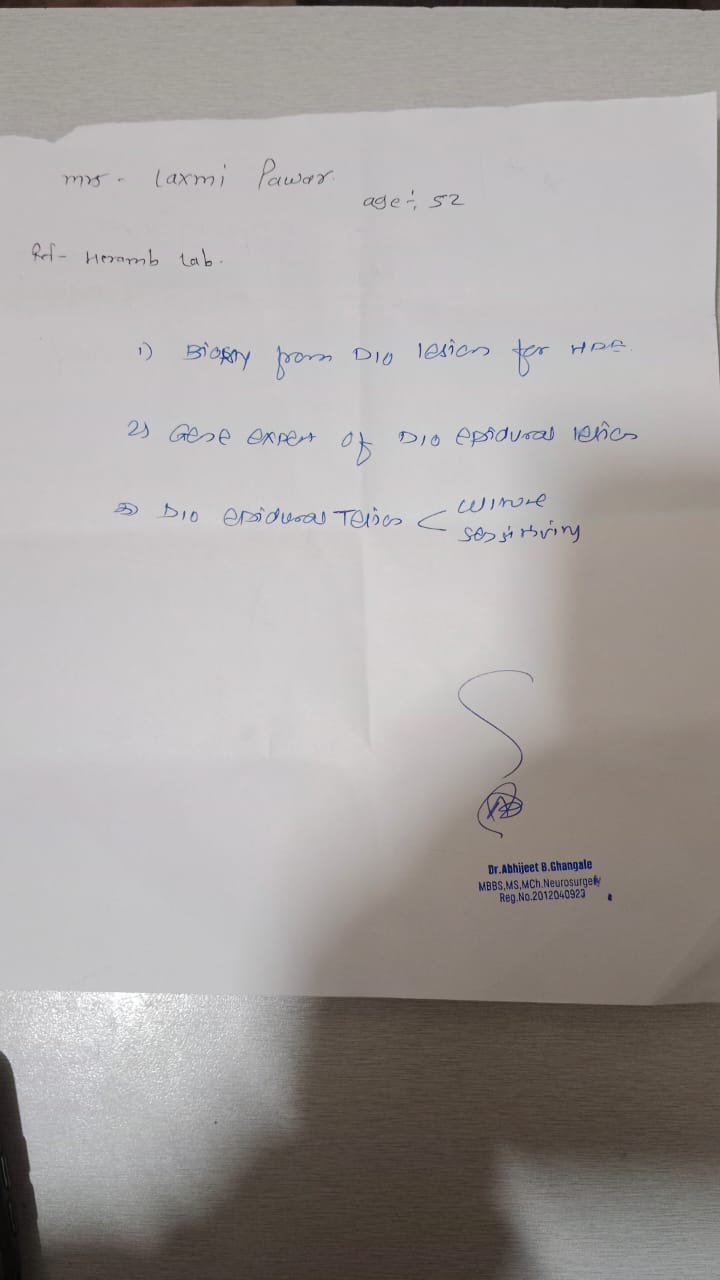 mrs - Laxmi Pawar.
age :- 52
Ref - Heramb Lab.
1) Biopsy from D10 lesion for HPE.
2) Gene expert of D10 epidural lesion
3) D10 epidural lesion < culture
sensitivity
Dr.Abhijeet B.Ghangale
MBBS,MS,MCh.Neurosurgery
Reg.No.2012040923